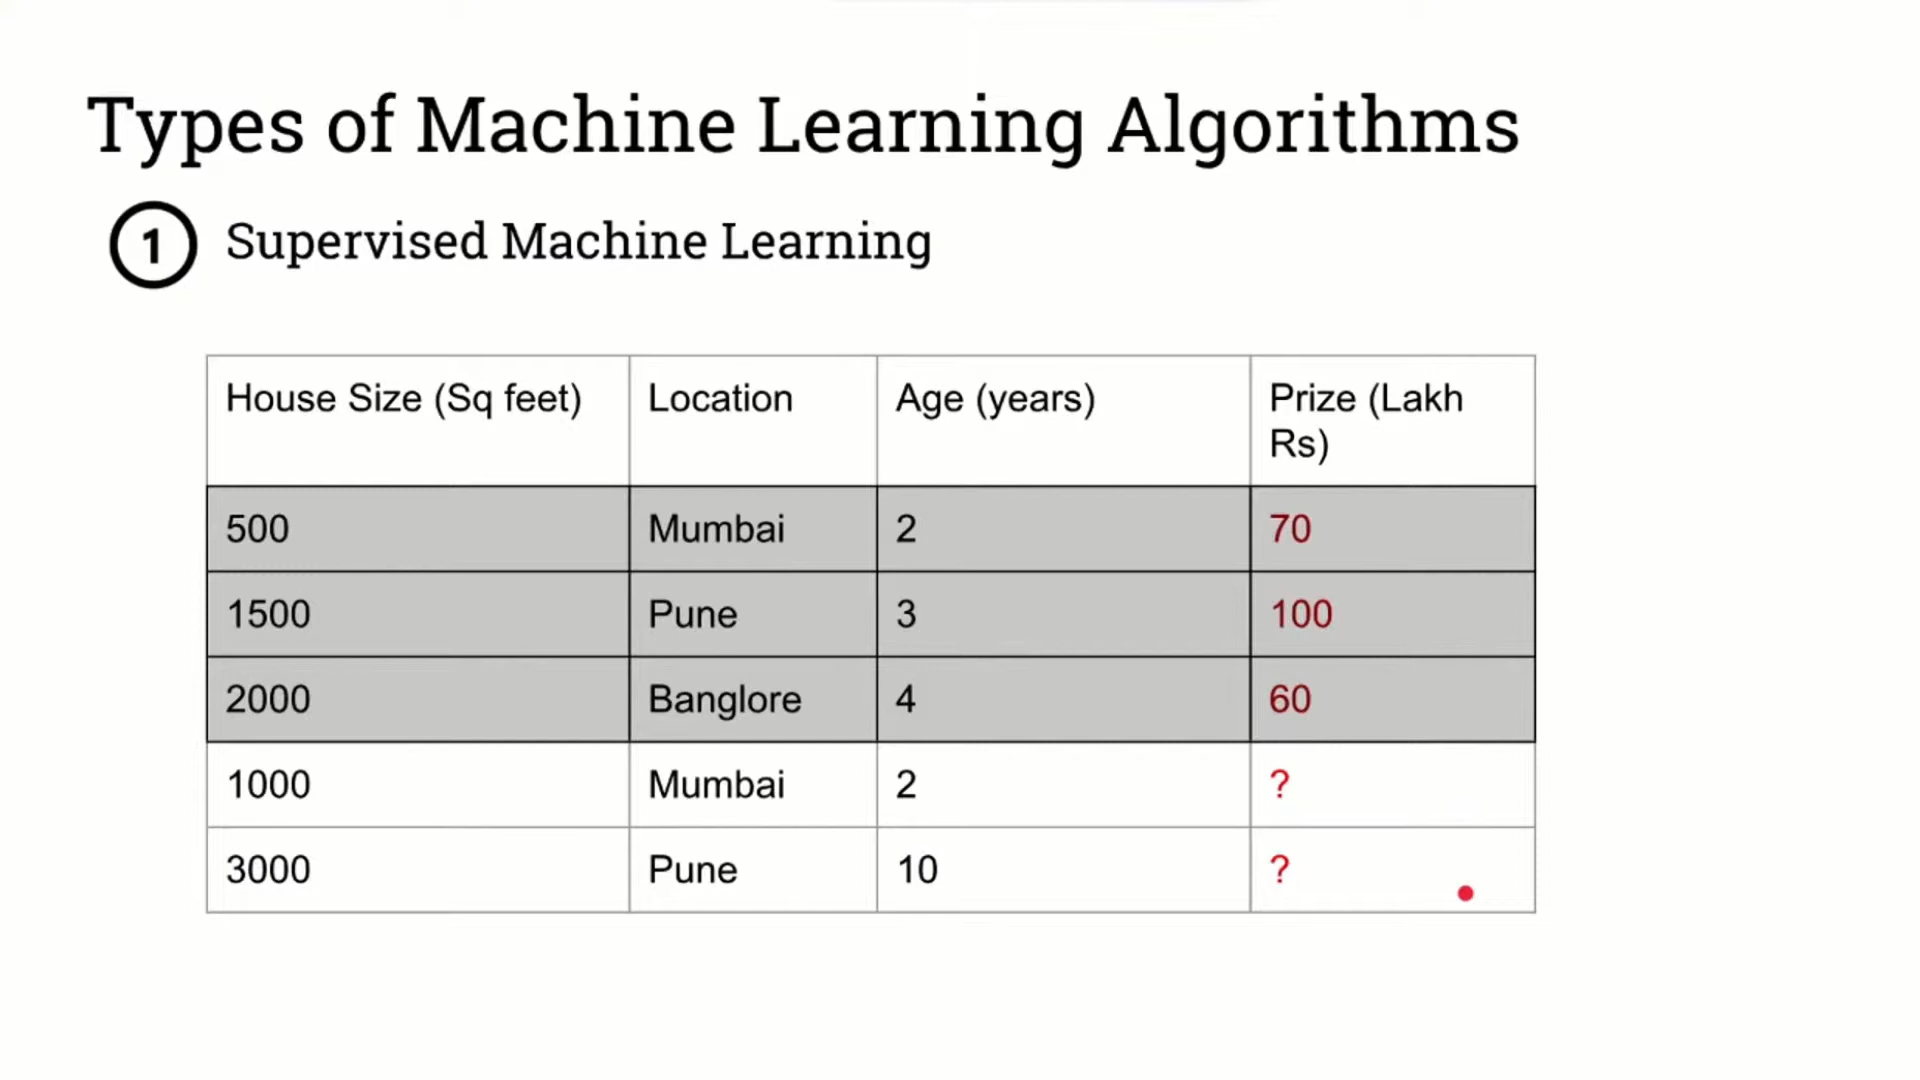 Types of Machine Learning Algorithms
1 Supervised Machine Learning
House Size (Sq feet) Location Age (years) Prize (Lakh
Rs)
500 Mumbai 2 70
1500 Pune 3 100
2000 Banglore 4 60
1000 Mumbai 2 ?
3000 Pune 10 ?